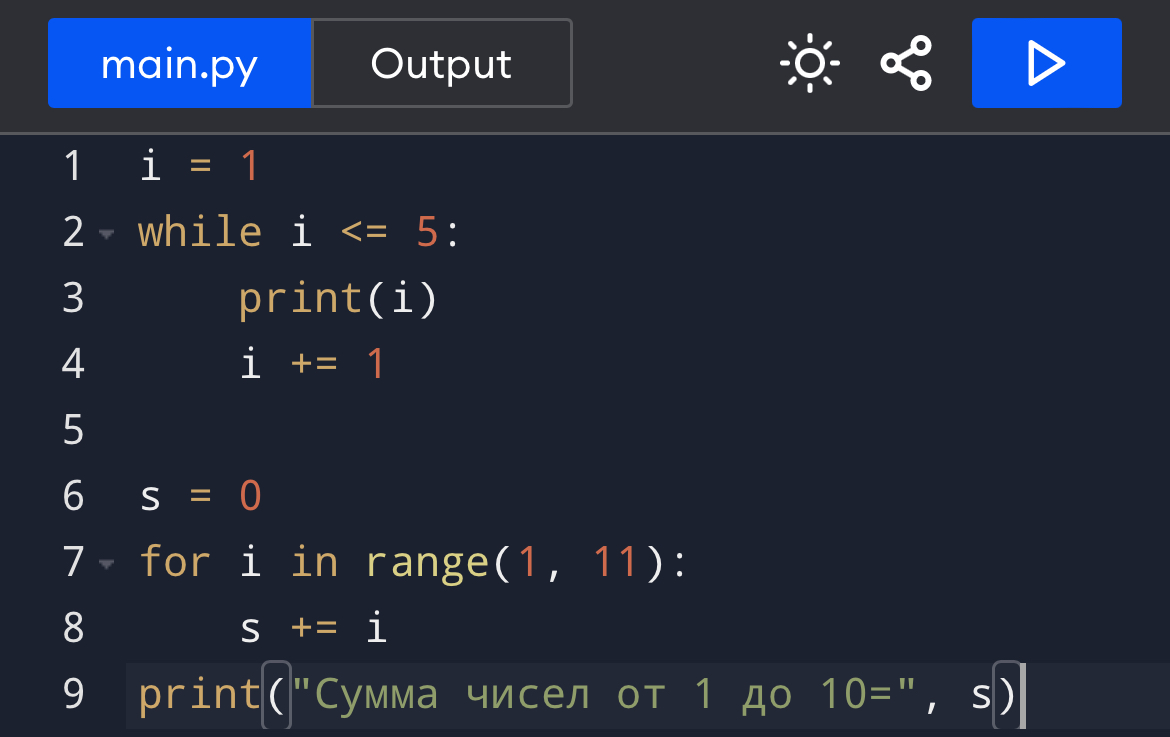 main.py Output
1 i = 1
2 while i <= 5:
3     print(i)
4     i += 1
5
6 s = 0
7 for i in range(1, 11):
8     s += i
9 print("Сумма чисел от 1 до 10=", s)